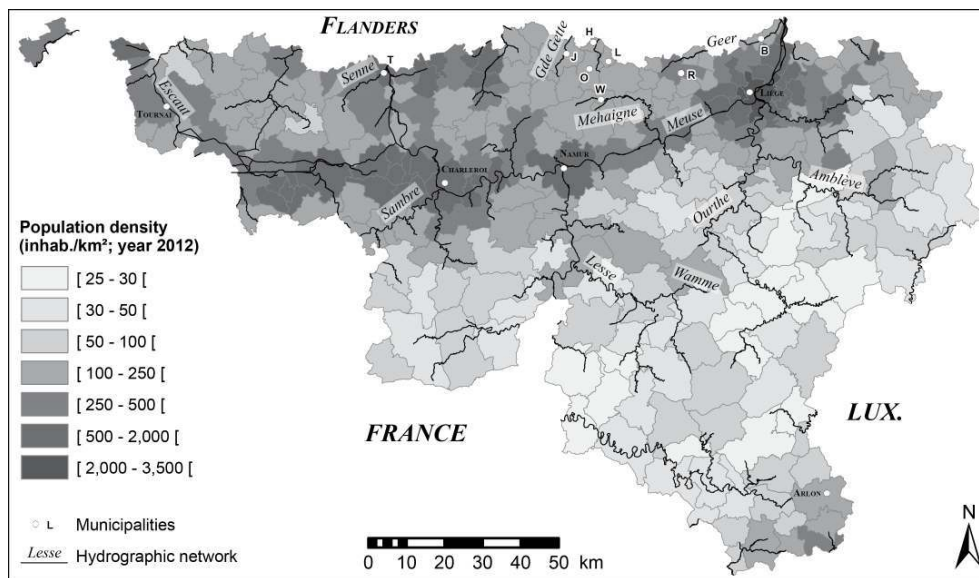 FLANDERS
H
T
Senne
Gde Gette
J
L
O
Geer
B
R
W
Escaut
TOURNAI
Mehaigne
Meuse
LIÈGE
NAMUR
CHARLEROI
Sambre
Amblève
Ourthe
Lesse
Wamme
Population density
(inhab./km²; year 2012)
[ 25 - 30 [
[ 30 - 50 [
[ 50 - 100 [
[ 100 - 250 [
[ 250 - 500 [
[ 500 - 2,000 [
[ 2,000 - 3,500 [
FRANCE
LUX.
ARLON
L Municipalities
Lesse Hydrographic network
0 10 20 30 40 50
km
N